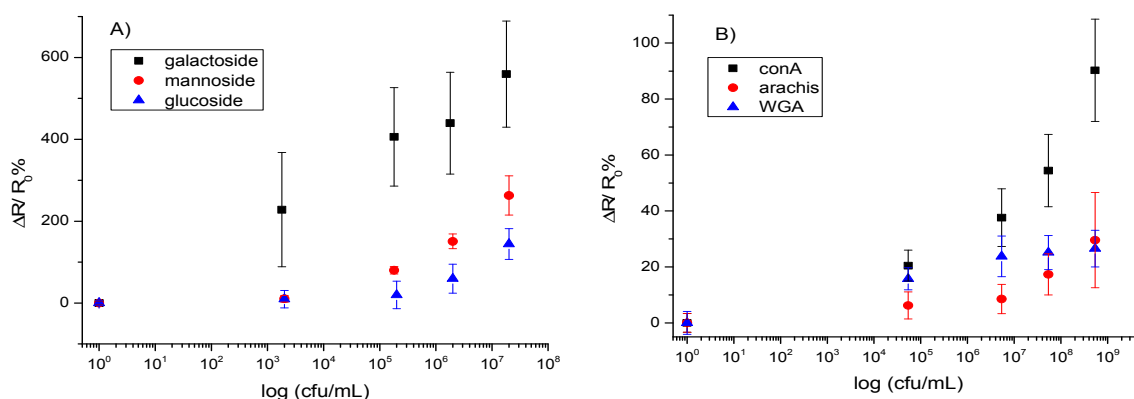 A)
galactoside
mannoside
glucoside
600
400
200
0
ΔR/ R₀%
10⁰ 10¹ 10² 10³ 10⁴ 10⁵ 10⁶ 10⁷ 10⁸
log (cfu/mL)
B)
conA
arachis
WGA
100
80
60
40
20
0
ΔR/ R₀%
10⁰ 10¹ 10² 10³ 10⁴ 10⁵ 10⁶ 10⁷ 10⁸ 10⁹
log (cfu/mL)